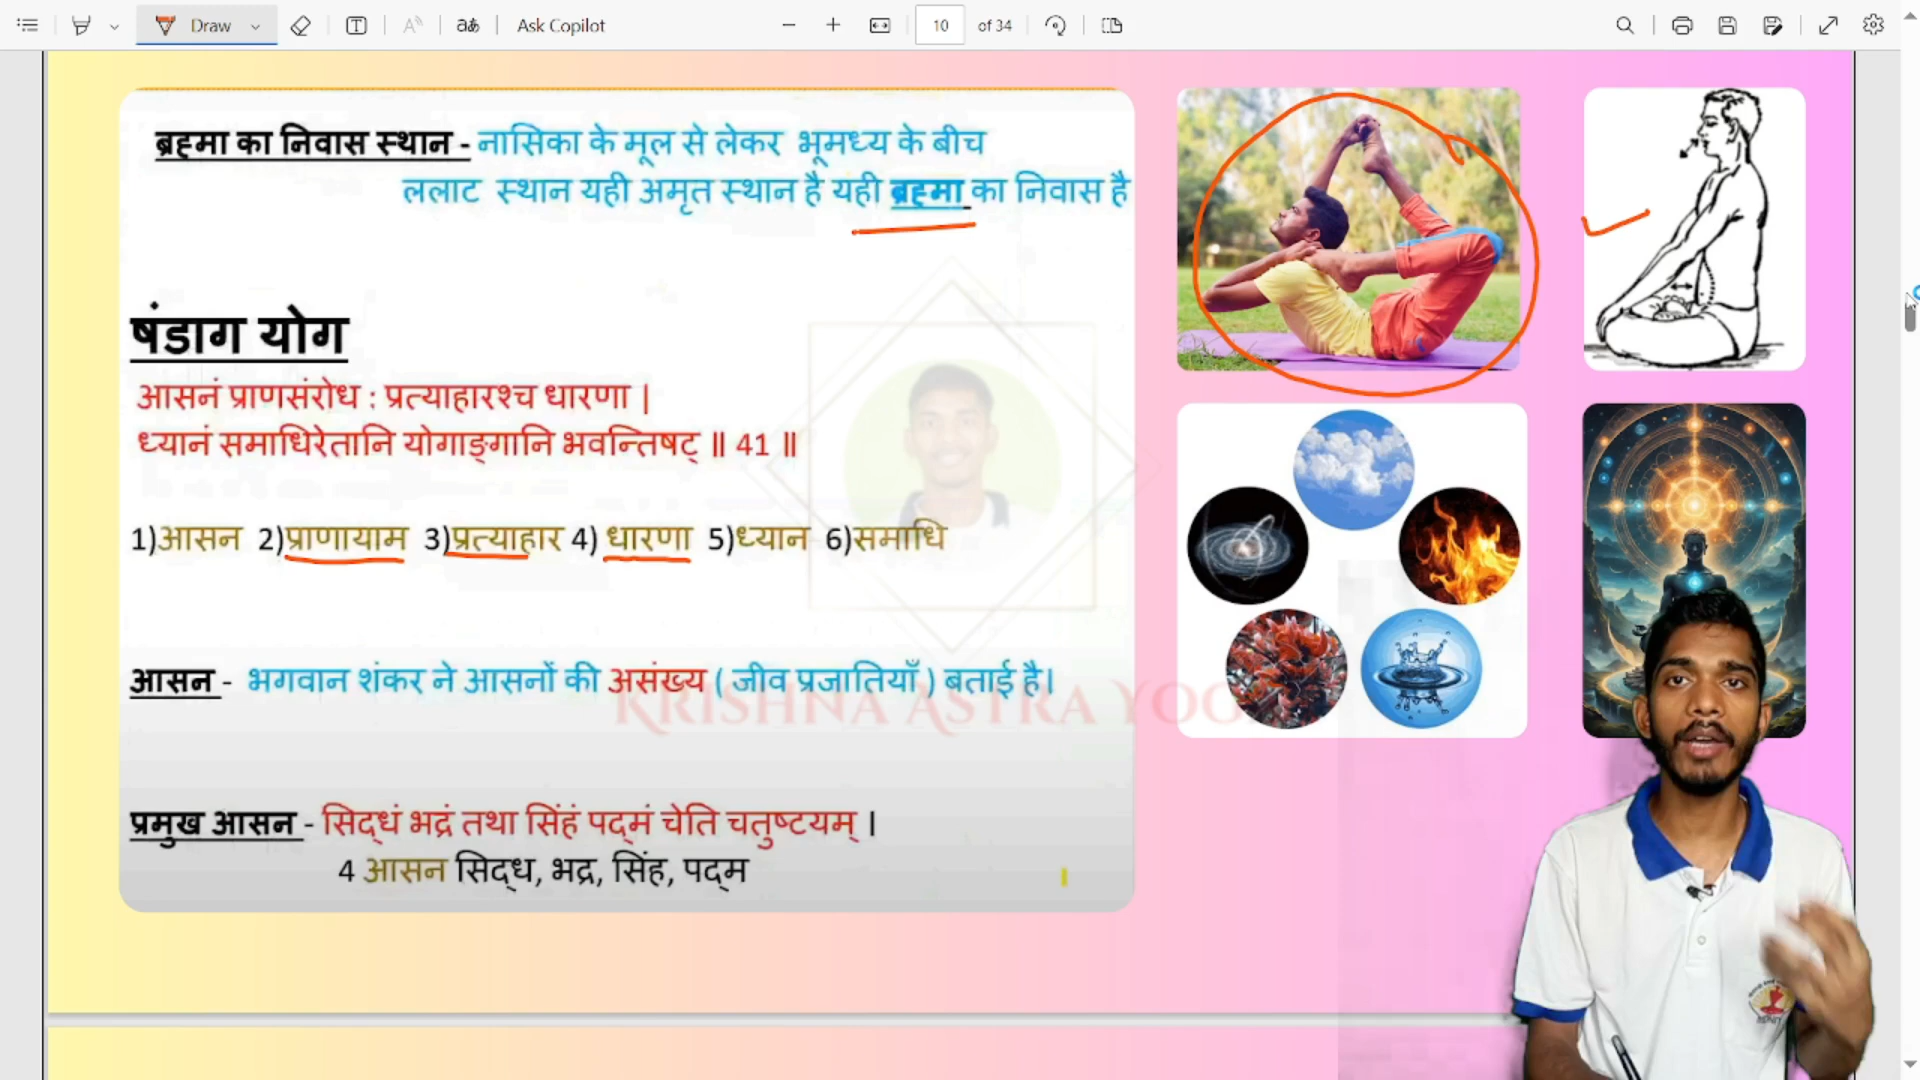 Draw
Ask Copilot
10 of 34
ब्रह्मा का निवास स्थान - नासिका के मूल से लेकर भूमध्य के बीच
ललाट स्थान यही अमृत स्थान है यही ब्रह्मा का निवास है
षंडाग योग
आसनं प्राणसंरोध : प्रत्याहारश्च धारणा |
ध्यानं समाधिरेतानि योगाङ्गानि भवन्तिषट् || 41 ||
1)आसन 2)प्राणायाम 3)प्रत्याहार 4) धारणा 5)ध्यान 6)समाधि
आसन - भगवान शंकर ने आसनों की असंख्य ( जीव प्रजातियाँ ) बताई है।
KRISHNA ASTRA YOG
प्रमुख आसन - सिद्धं भद्रं तथा सिंहं पद्मं चेति चतुष्टयम् ।
4 आसन सिद्ध, भद्र, सिंह, पद्म